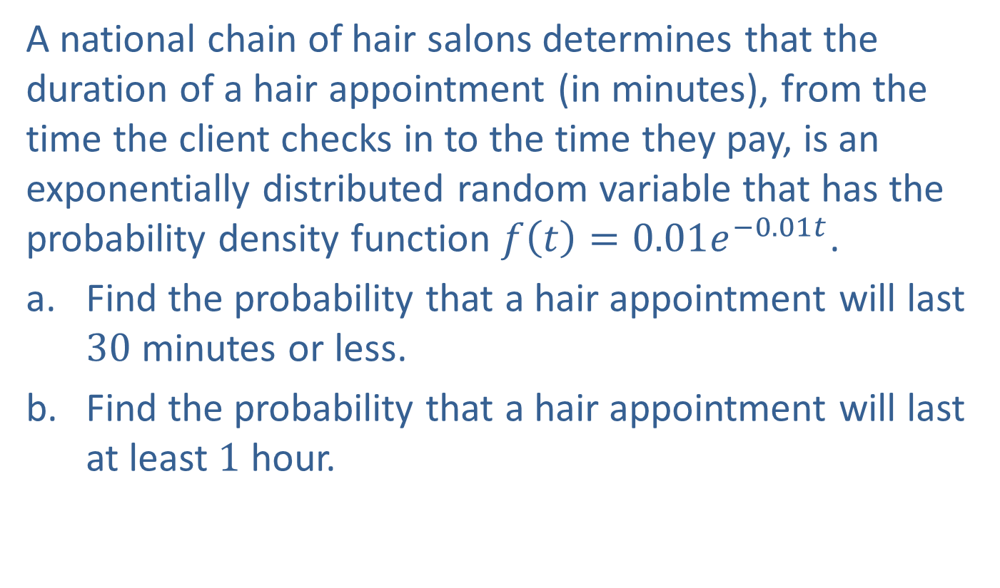 A national chain of hair salons determines that the
duration of a hair appointment (in minutes), from the
time the client checks in to the time they pay, is an
exponentially distributed random variable that has the
probability density function f(t) = 0.01e^{−0.01t}.
a. Find the probability that a hair appointment will last
30 minutes or less.
b. Find the probability that a hair appointment will last
at least 1 hour.